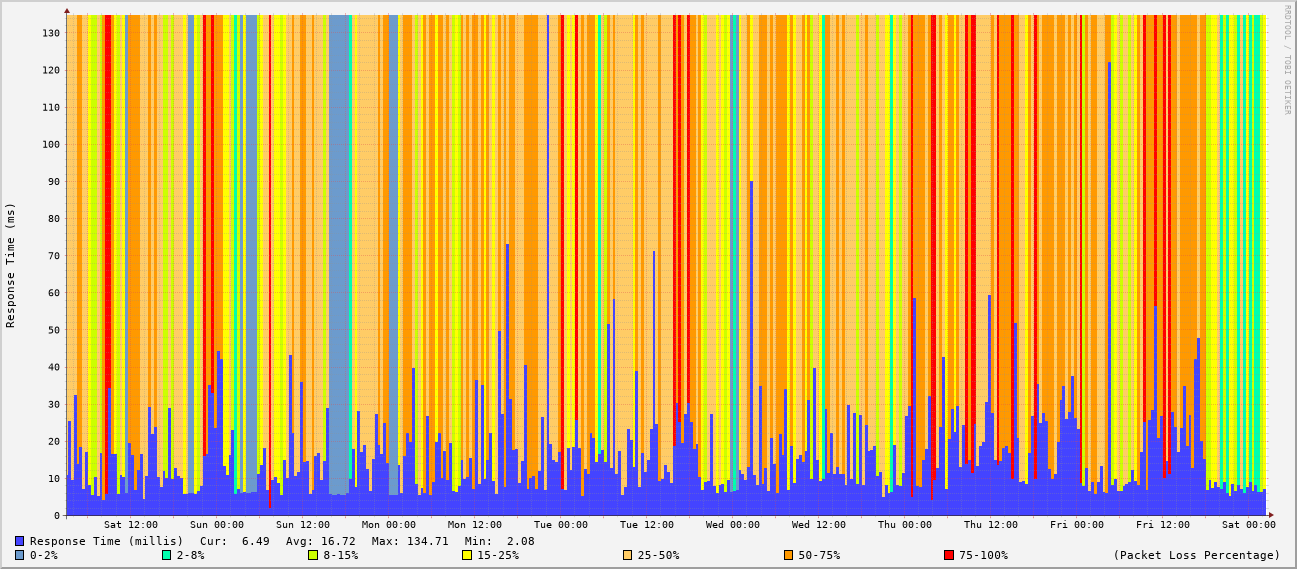 RRDTOOL / TOBI OETIKER
Response Time (ms)
130
120
110
100
90
80
70
60
50
40
30
20
10
0
Sat 12:00 Sun 00:00 Sun 12:00 Mon 00:00 Mon 12:00 Tue 00:00 Tue 12:00 Wed 00:00 Wed 12:00 Thu 00:00 Thu 12:00 Fri 00:00 Fri 12:00 Sat 00:00
Response Time (millis) Cur: 6.49 Avg: 16.72 Max: 134.71 Min: 2.08
0-2% 2-8% 8-15% 15-25% 25-50% 50-75% 75-100% (Packet Loss Percentage)